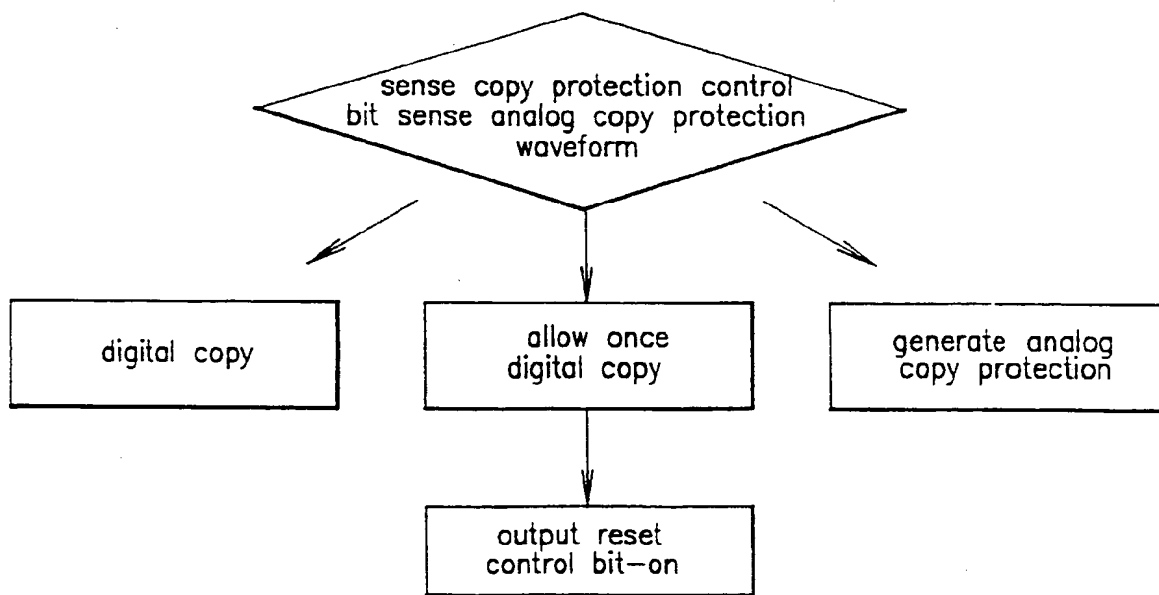 sense copy protection control
bit sense analog copy protection
waveform
digital copy
allow once
digital copy
generate analog
copy protection
output reset
control bit-on